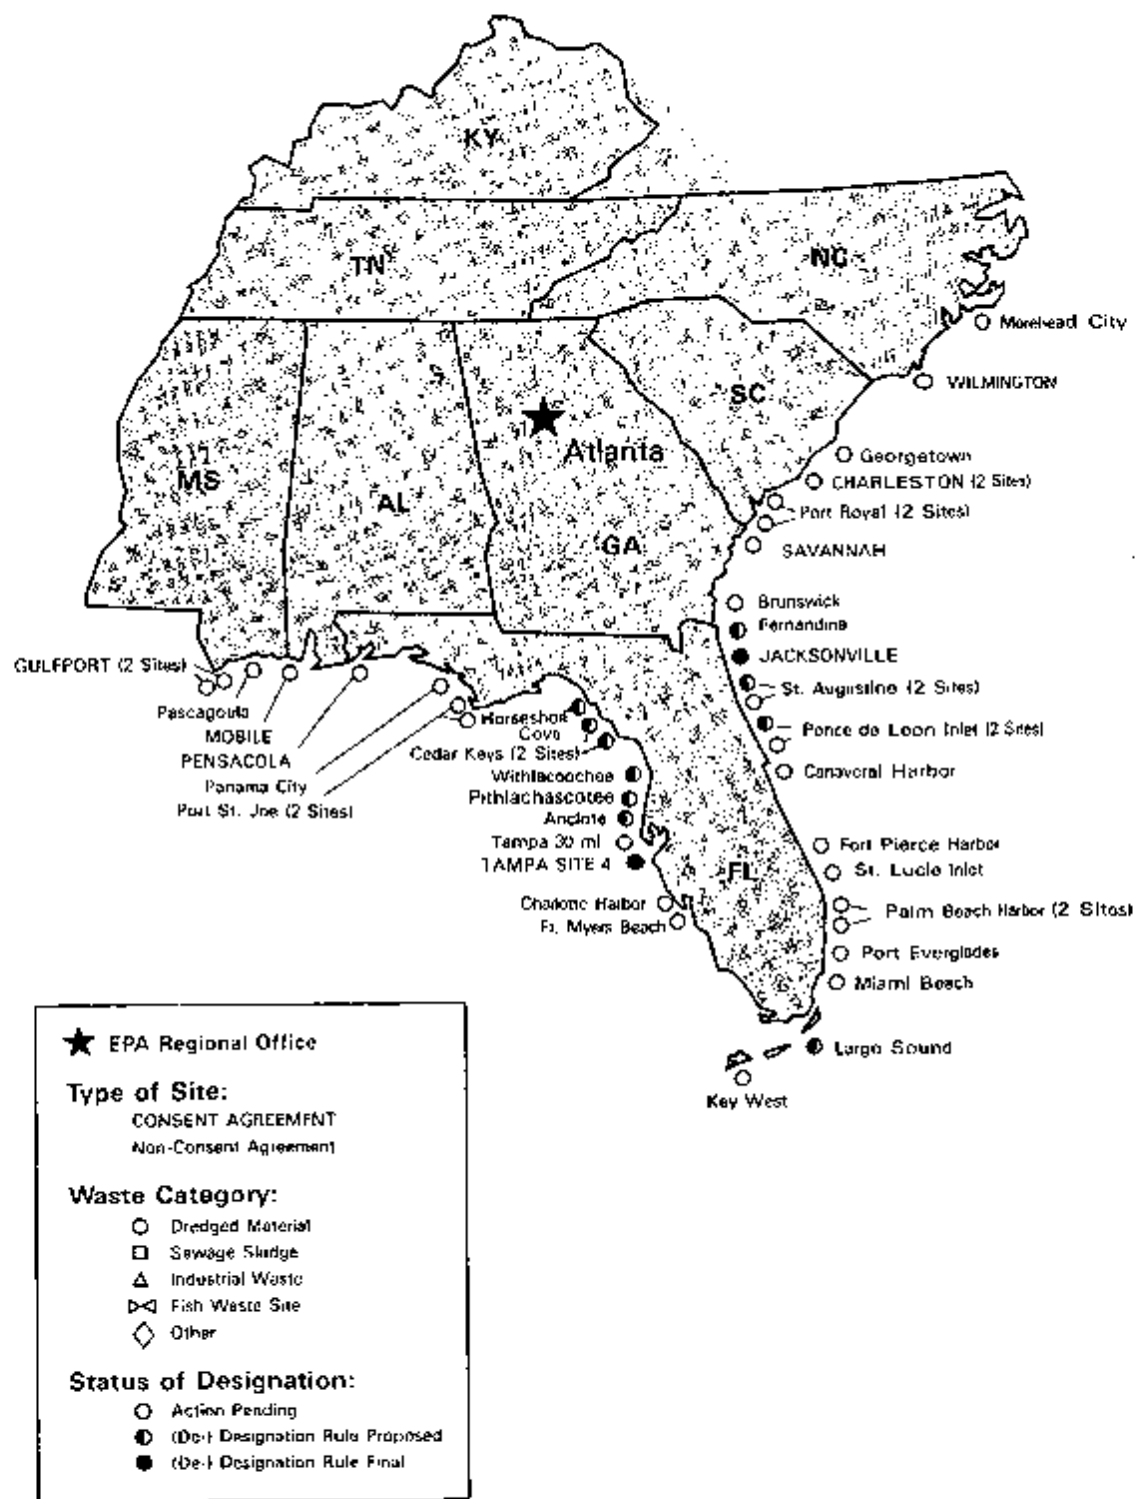 KY
TN
NC
Morehead City
WILMINGTON
SC
Atlanta
Georgetown
MS
CHARLESTON (2 Sites)
AL
Port Royal (2 Sites)
GA
SAVANNAH
Brunswick
Fernandina
JACKSONVILLE
GULFPORT (2 Sites)
St. Augustine (2 Sites)
Pascagoula
Horseshoe
Cove
Ponce de Leon Inlet (2 Sites)
MOBILE
Cedar Keys (2 Sites)
PENSACOLA
Canaveral Harbor
Withlacoochee
Panama City
Pithlachascotee
Port St. Joe (2 Sites)
Anclote
Tampa 30 mi
Fort Pierce Harbor
TAMPA SITE 4
FL
St. Lucie Inlet
Charlotte Harbor
Palm Beach Harbor (2 Sites)
Ft. Myers Beach
Port Everglades
Miami Beach
Largo Sound
Key West
EPA Regional Office
Type of Site:
CONSENT AGREEMENT
Non-Consent Agreement
Waste Category:
Dredged Material
Sewage Sludge
Industrial Waste
Fish Waste Site
Other
Status of Designation:
Action Pending
(De-) Designation Rule Proposed
(De-) Designation Rule Final